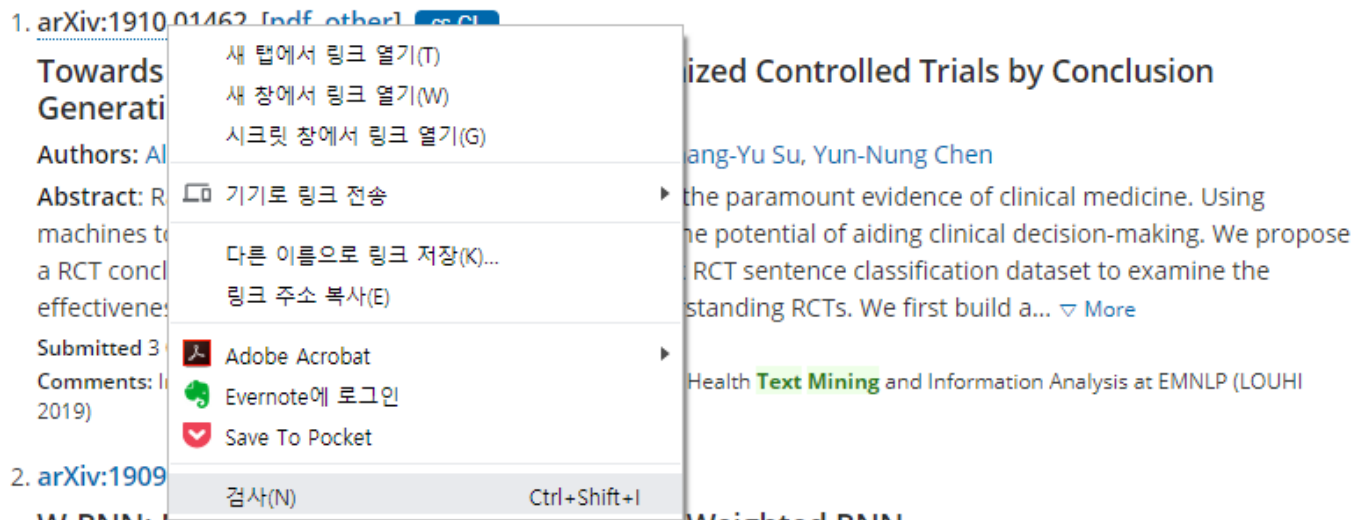 1. arXiv:1910.01462 [pdf, other] cs.CL
새 탭에서 링크 열기(T)
Towards ized Controlled Trials by Conclusion
새 창에서 링크 열기(W)
Generati
시크릿 창에서 링크 열기(G)
Authors: Al ang-Yu Su, Yun-Nung Chen
Abstract: R 기기로 링크 전송 the paramount evidence of clinical medicine. Using
machines to he potential of aiding clinical decision-making. We propose
다른 이름으로 링크 저장(K)...
a RCT concl RCT sentence classification dataset to examine the
링크 주소 복사(E)
effectivenes standing RCTs. We first build a... ▽ More
Submitted 3 Adobe Acrobat
Comments: I Health Text Mining and Information Analysis at EMNLP (LOUHI
Evernote에 로그인
2019)
Save To Pocket
2. arXiv:1909
검사(N) Ctrl+Shift+I
Weighted RNN